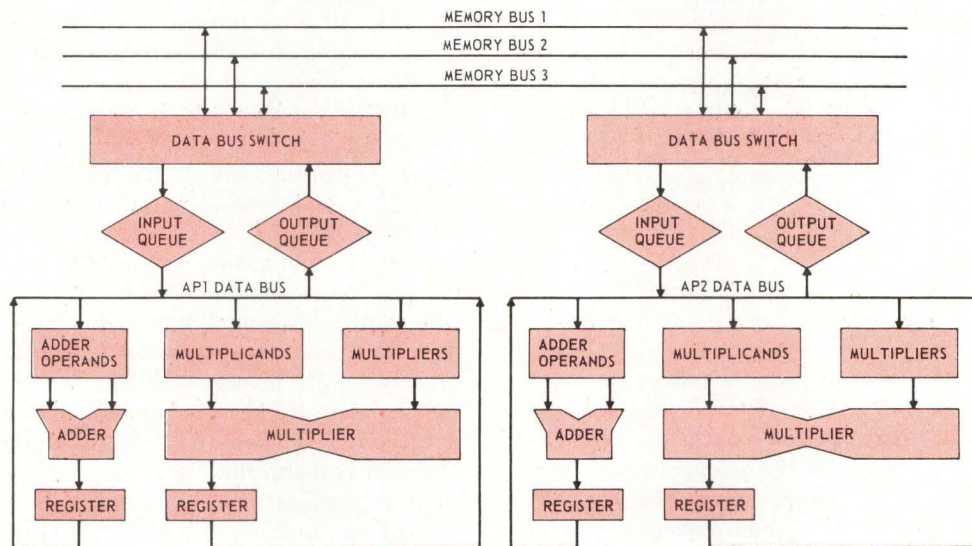 MEMORY BUS 1
MEMORY BUS 2
MEMORY BUS 3
DATA BUS SWITCH
DATA BUS SWITCH
INPUT
QUEUE
OUTPUT
QUEUE
INPUT
QUEUE
OUTPUT
QUEUE
AP1 DATA BUS
AP2 DATA BUS
ADDER
OPERANDS
MULTIPLICANDS
MULTIPLIERS
ADDER
OPERANDS
MULTIPLICANDS
MULTIPLIERS
ADDER
MULTIPLIER
ADDER
MULTIPLIER
REGISTER
REGISTER
REGISTER
REGISTER